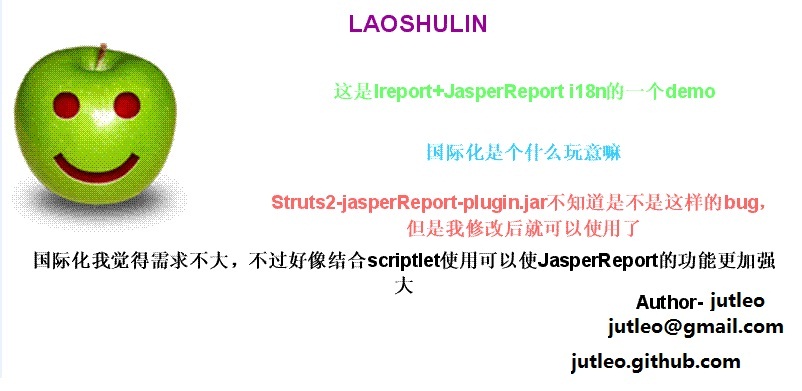 LAOSHULIN
这是Ireport+JasperReport i18n的一个demo
国际化是个什么玩意嘛
Struts2-jasperReport-plugin.jar不知道是不是这样的bug，
但是我修改后就可以使用了
国际化我觉得需求不大，不过好像结合scriptlet使用可以使JasperReport的功能更加强
大
Author- jutleo
jutleo@gmail.com
jutleo.github.com